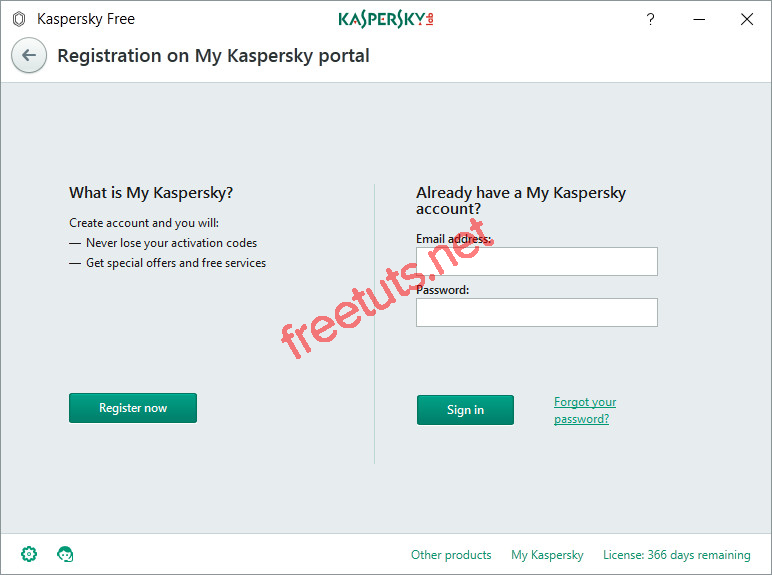 Kaspersky Free
KASPERSKY lab
?
Registration on My Kaspersky portal
What is My Kaspersky?
Create account and you will:
— Never lose your activation codes
— Get special offers and free services
Register now
Already have a My Kaspersky
account?
Email address:
Password:
Sign in
Forgot your
password?
freetuts.net
Other products
My Kaspersky
License: 366 days remaining